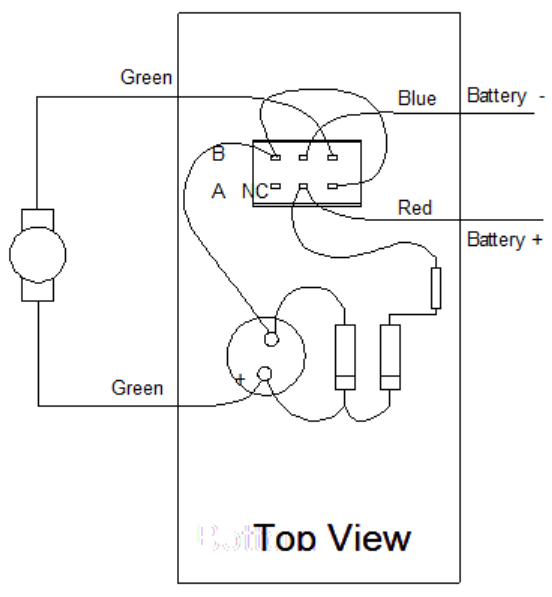 Green
Blue
Battery -
B
A NC
Red
Battery +
+
Green
Top View